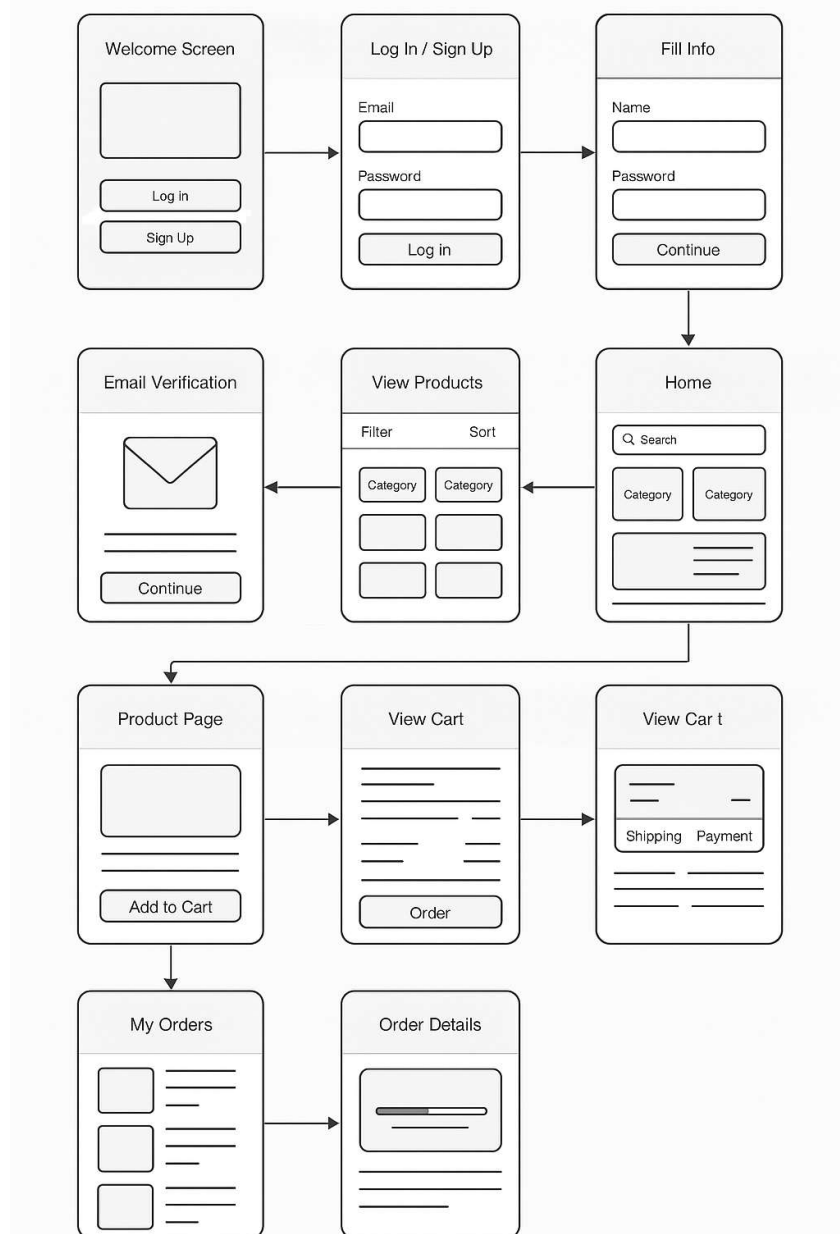 Welcome Screen
Log in
Sign Up
Log In / Sign Up
Email
Password
Log in
Fill Info
Name
Password
Continue
Email Verification
Continue
View Products
Filter Sort
Category Category
Home
Search
Category Category
Product Page
Add to Cart
View Cart
Order
View Car t
Shipping Payment
My Orders
Order Details